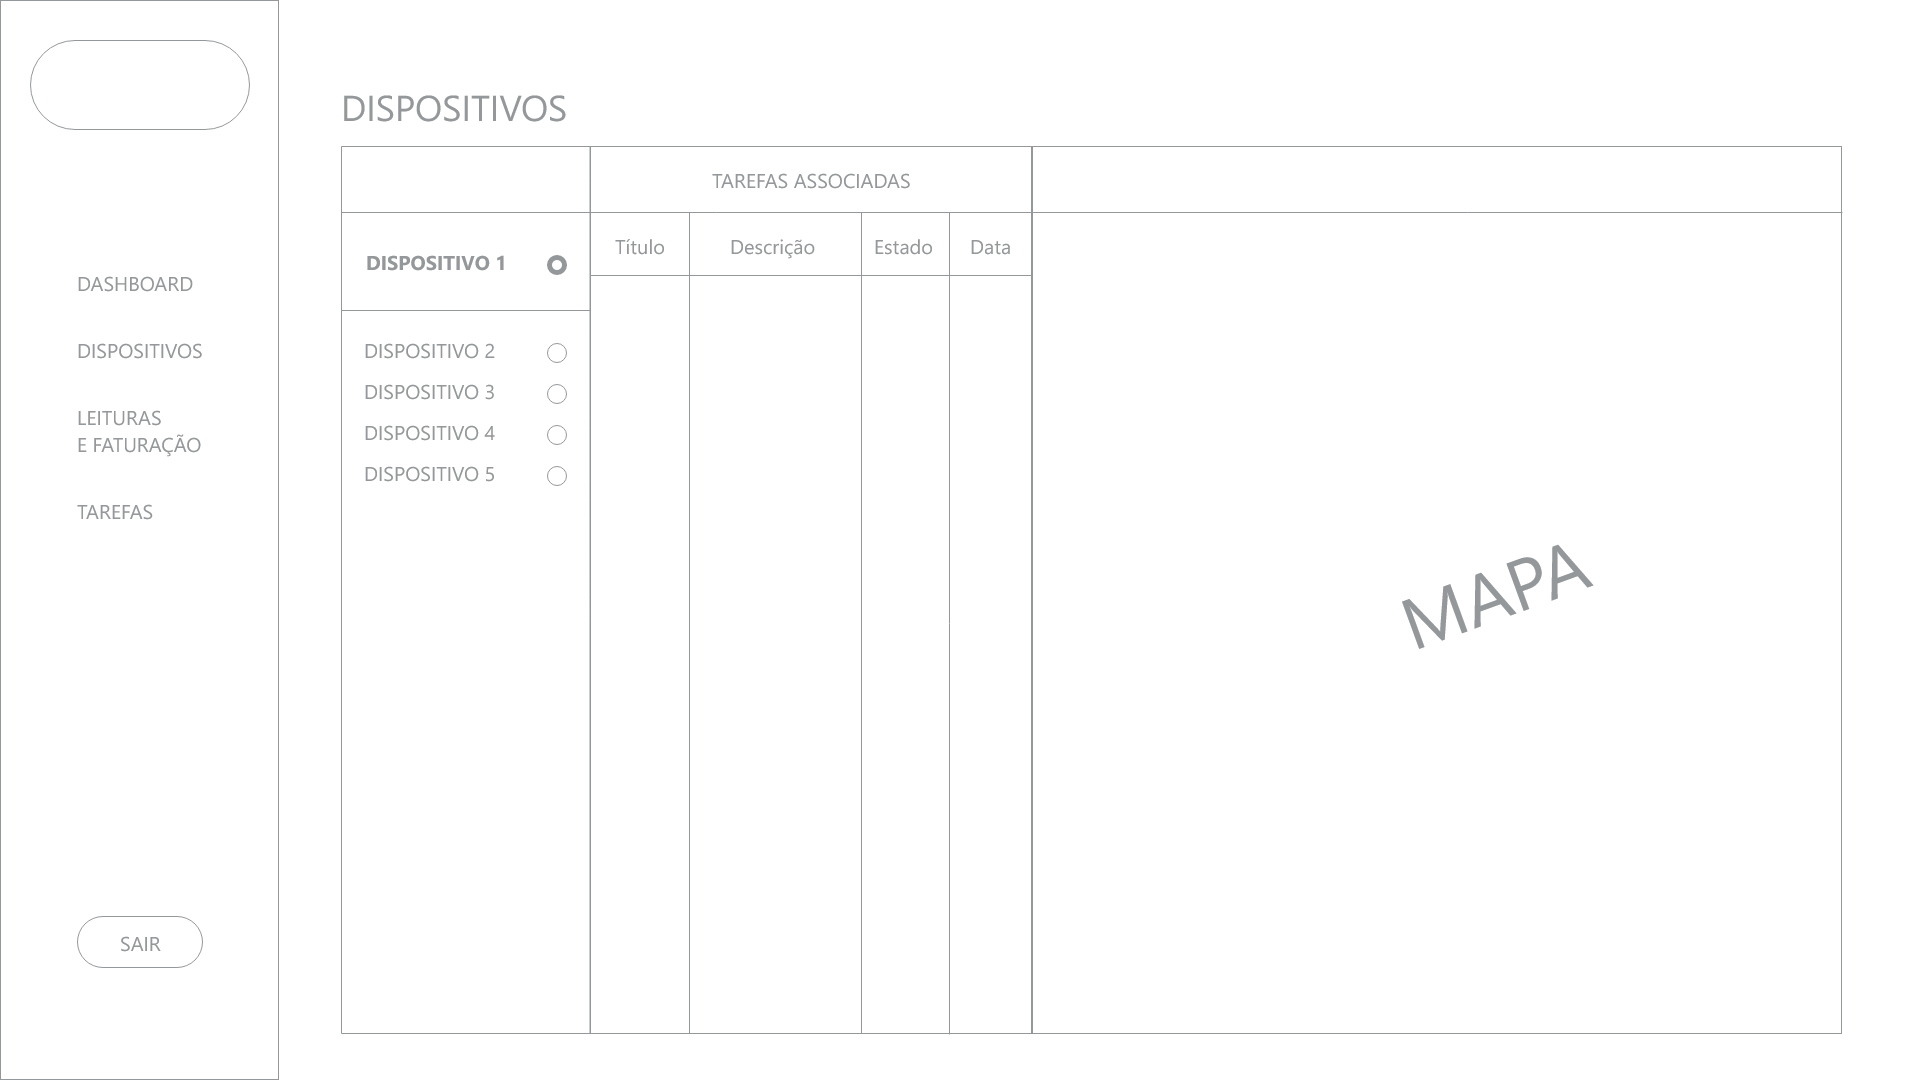 DASHBOARD
DISPOSITIVOS
LEITURAS
E FATURAÇÃO
TAREFAS
SAIR
DISPOSITIVOS
TAREFAS ASSOCIADAS
DISPOSITIVO 1
DISPOSITIVO 2
DISPOSITIVO 3
DISPOSITIVO 4
DISPOSITIVO 5
Título
Descrição
Estado
Data
MAPA